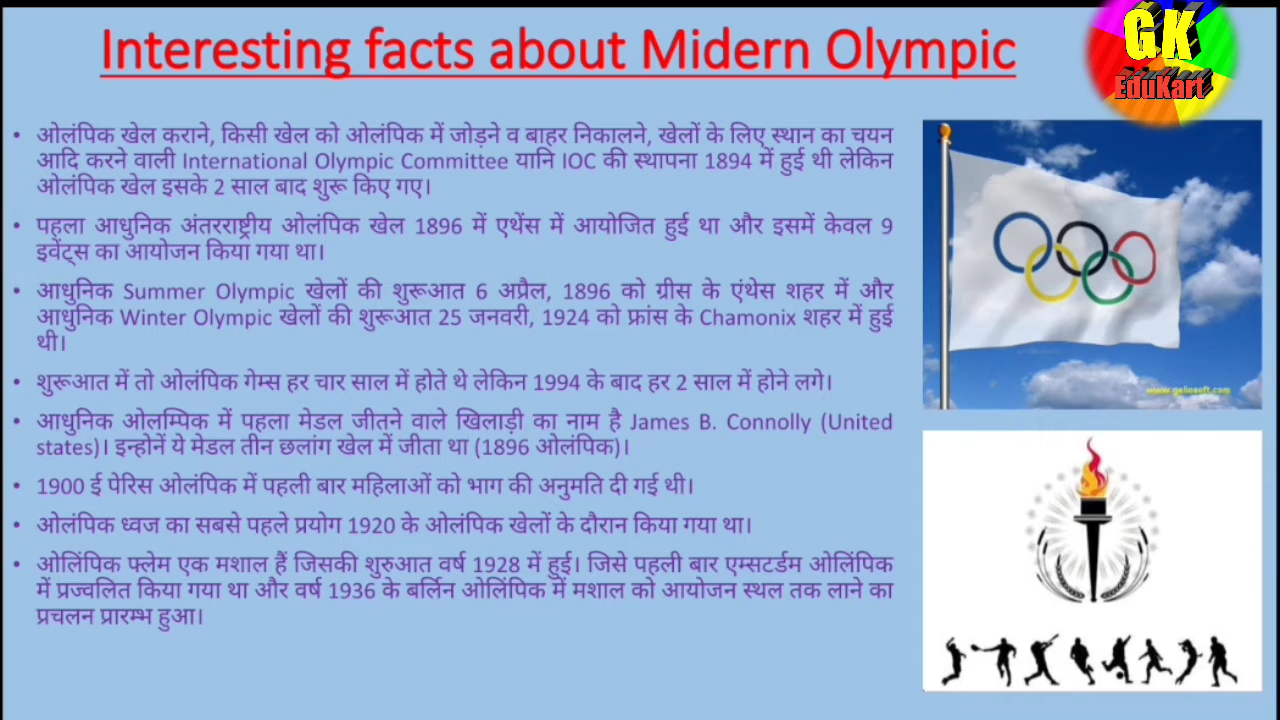 Interesting facts about Midern Olympic
GK
EduKart
• ओलंपिक खेल कराने, किसी खेल को ओलंपिक में जोड़ने व बाहर निकालने, खेलों के लिए स्थान का चयन
आदि करने वाली International Olympic Committee यानि IOC की स्थापना 1894 में हुई थी लेकिन
ओलंपिक खेल इसके 2 साल बाद शुरू किए गए।
• पहला आधुनिक अंतरराष्ट्रीय ओलंपिक खेल 1896 में एथेंस में आयोजित हुई था और इसमें केवल 9
इवेंट्स का आयोजन किया गया था।
• आधुनिक Summer Olympic खेलों की शुरूआत 6 अप्रैल, 1896 को ग्रीस के एंथेस शहर में और
आधुनिक Winter Olympic खेलों की शुरूआत 25 जनवरी, 1924 को फ्रांस के Chamonix शहर में हुई
थी।
• शुरूआत में तो ओलंपिक गेम्स हर चार साल में होते थे लेकिन 1994 के बाद हर 2 साल में होने लगे।
• आधुनिक ओलम्पिक में पहला मेडल जीतने वाले खिलाड़ी का नाम है James B. Connolly (United
states)। इन्होनें ये मेडल तीन छलांग खेल में जीता था (1896 ओलंपिक)।
• 1900 ई पेरिस ओलंपिक में पहली बार महिलाओं को भाग की अनुमति दी गई थी।
• ओलंपिक ध्वज का सबसे पहले प्रयोग 1920 के ओलंपिक खेलों के दौरान किया गया था।
• ओलिंपिक फ्लेम एक मशाल हैं जिसकी शुरुआत वर्ष 1928 में हुई। जिसे पहली बार एम्सटर्डम ओलिंपिक
में प्रज्वलित किया गया था और वर्ष 1936 के बर्लिन ओलिंपिक में मशाल को आयोजन स्थल तक लाने का
प्रचलन प्रारम्भ हुआ।
www.geliosoft.com